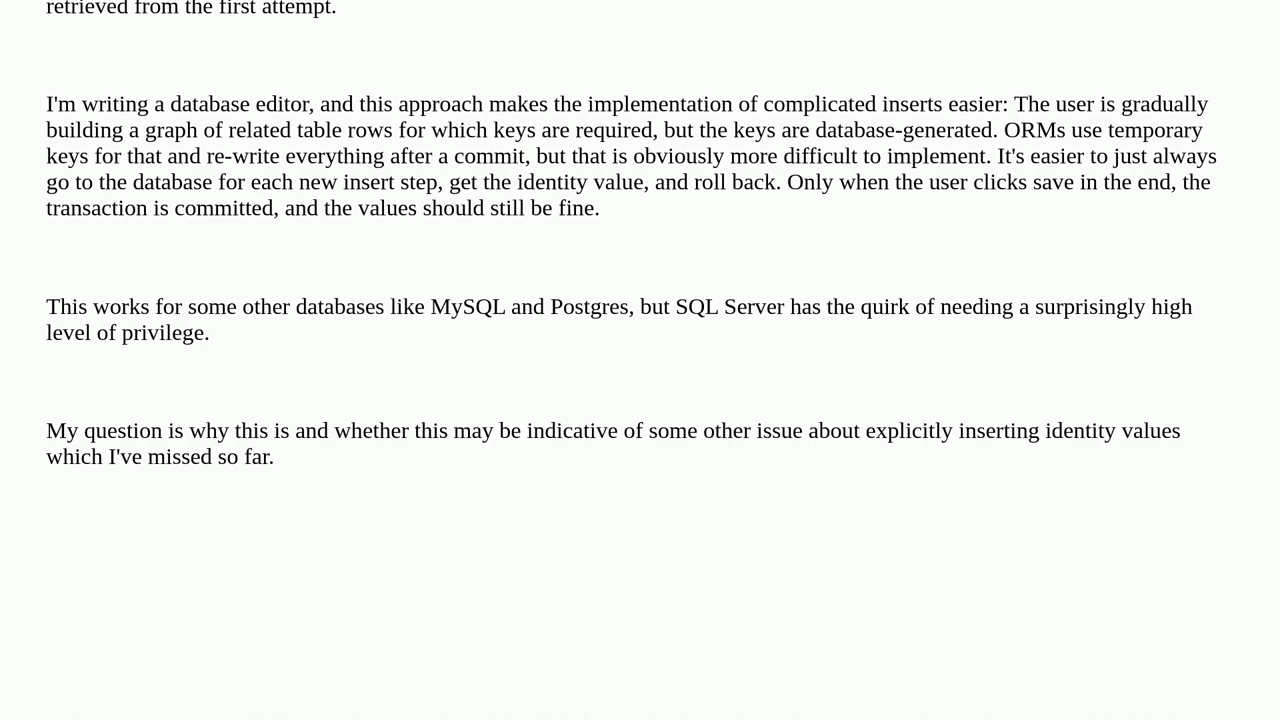 retrieved from the first attempt.
I'm writing a database editor, and this approach makes the implementation of complicated inserts easier: The user is gradually
building a graph of related table rows for which keys are required, but the keys are database-generated. ORMs use temporary
keys for that and re-write everything after a commit, but that is obviously more difficult to implement. It's easier to just always
go to the database for each new insert step, get the identity value, and roll back. Only when the user clicks save in the end, the
transaction is committed, and the values should still be fine.
This works for some other databases like MySQL and Postgres, but SQL Server has the quirk of needing a surprisingly high
level of privilege.
My question is why this is and whether this may be indicative of some other issue about explicitly inserting identity values
which I've missed so far.